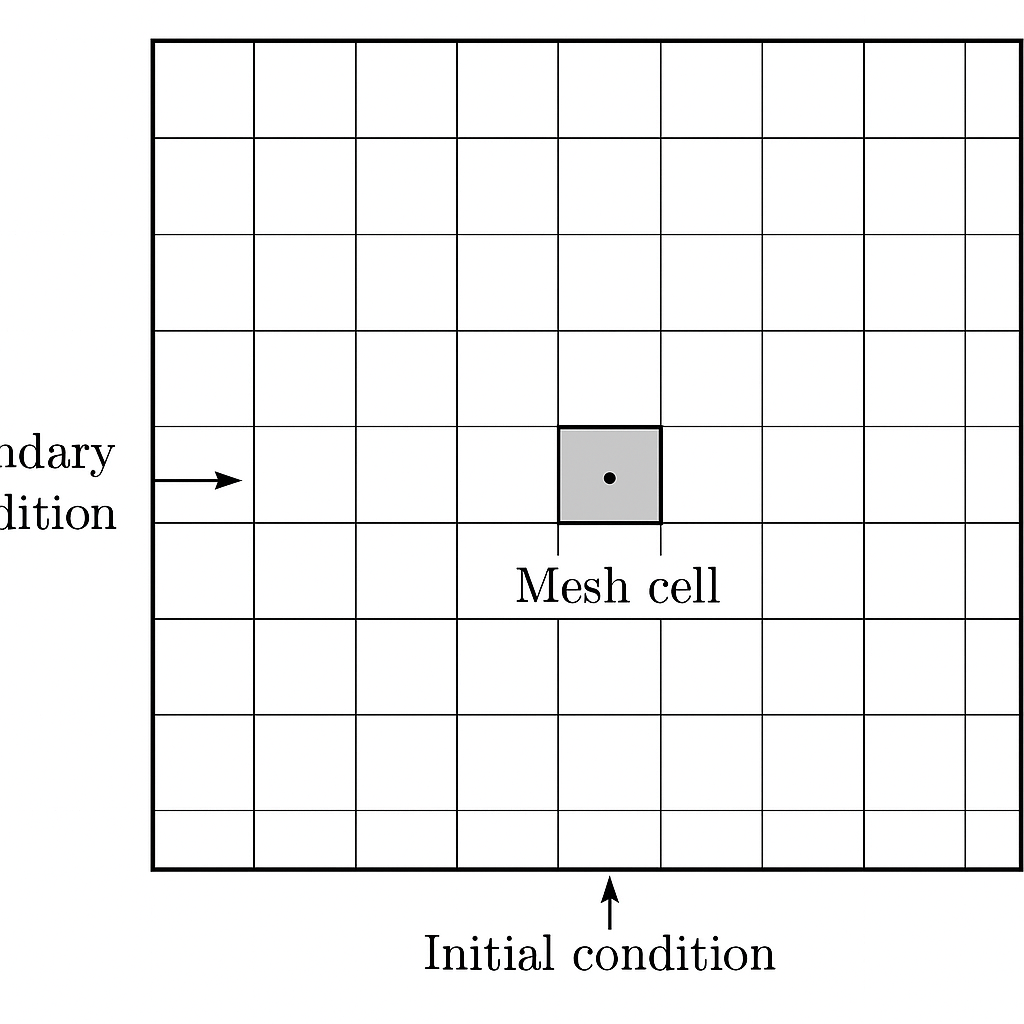 ndary
dition
Mesh cell
Initial condition